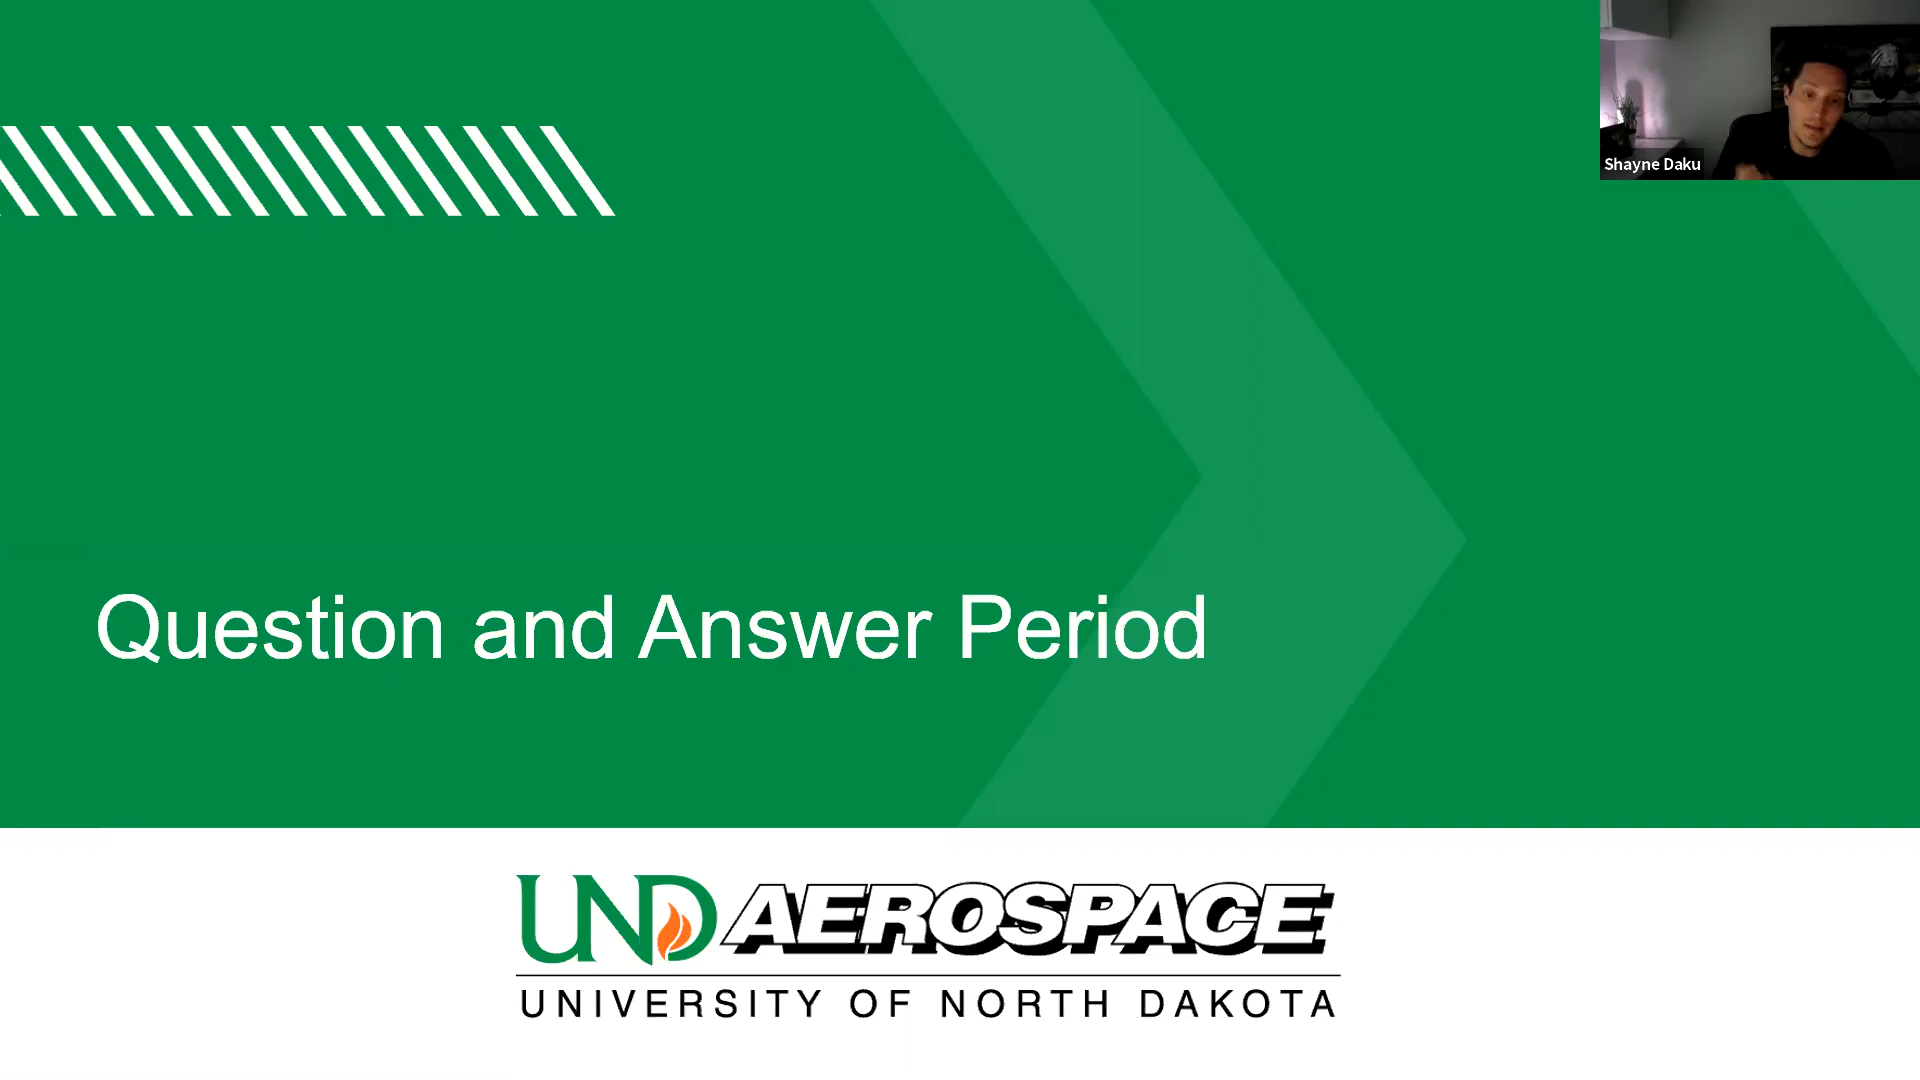 Shayne Daku
Question and Answer Period
UND AEROSPACE
UNIVERSITY OF NORTH DAKOTA